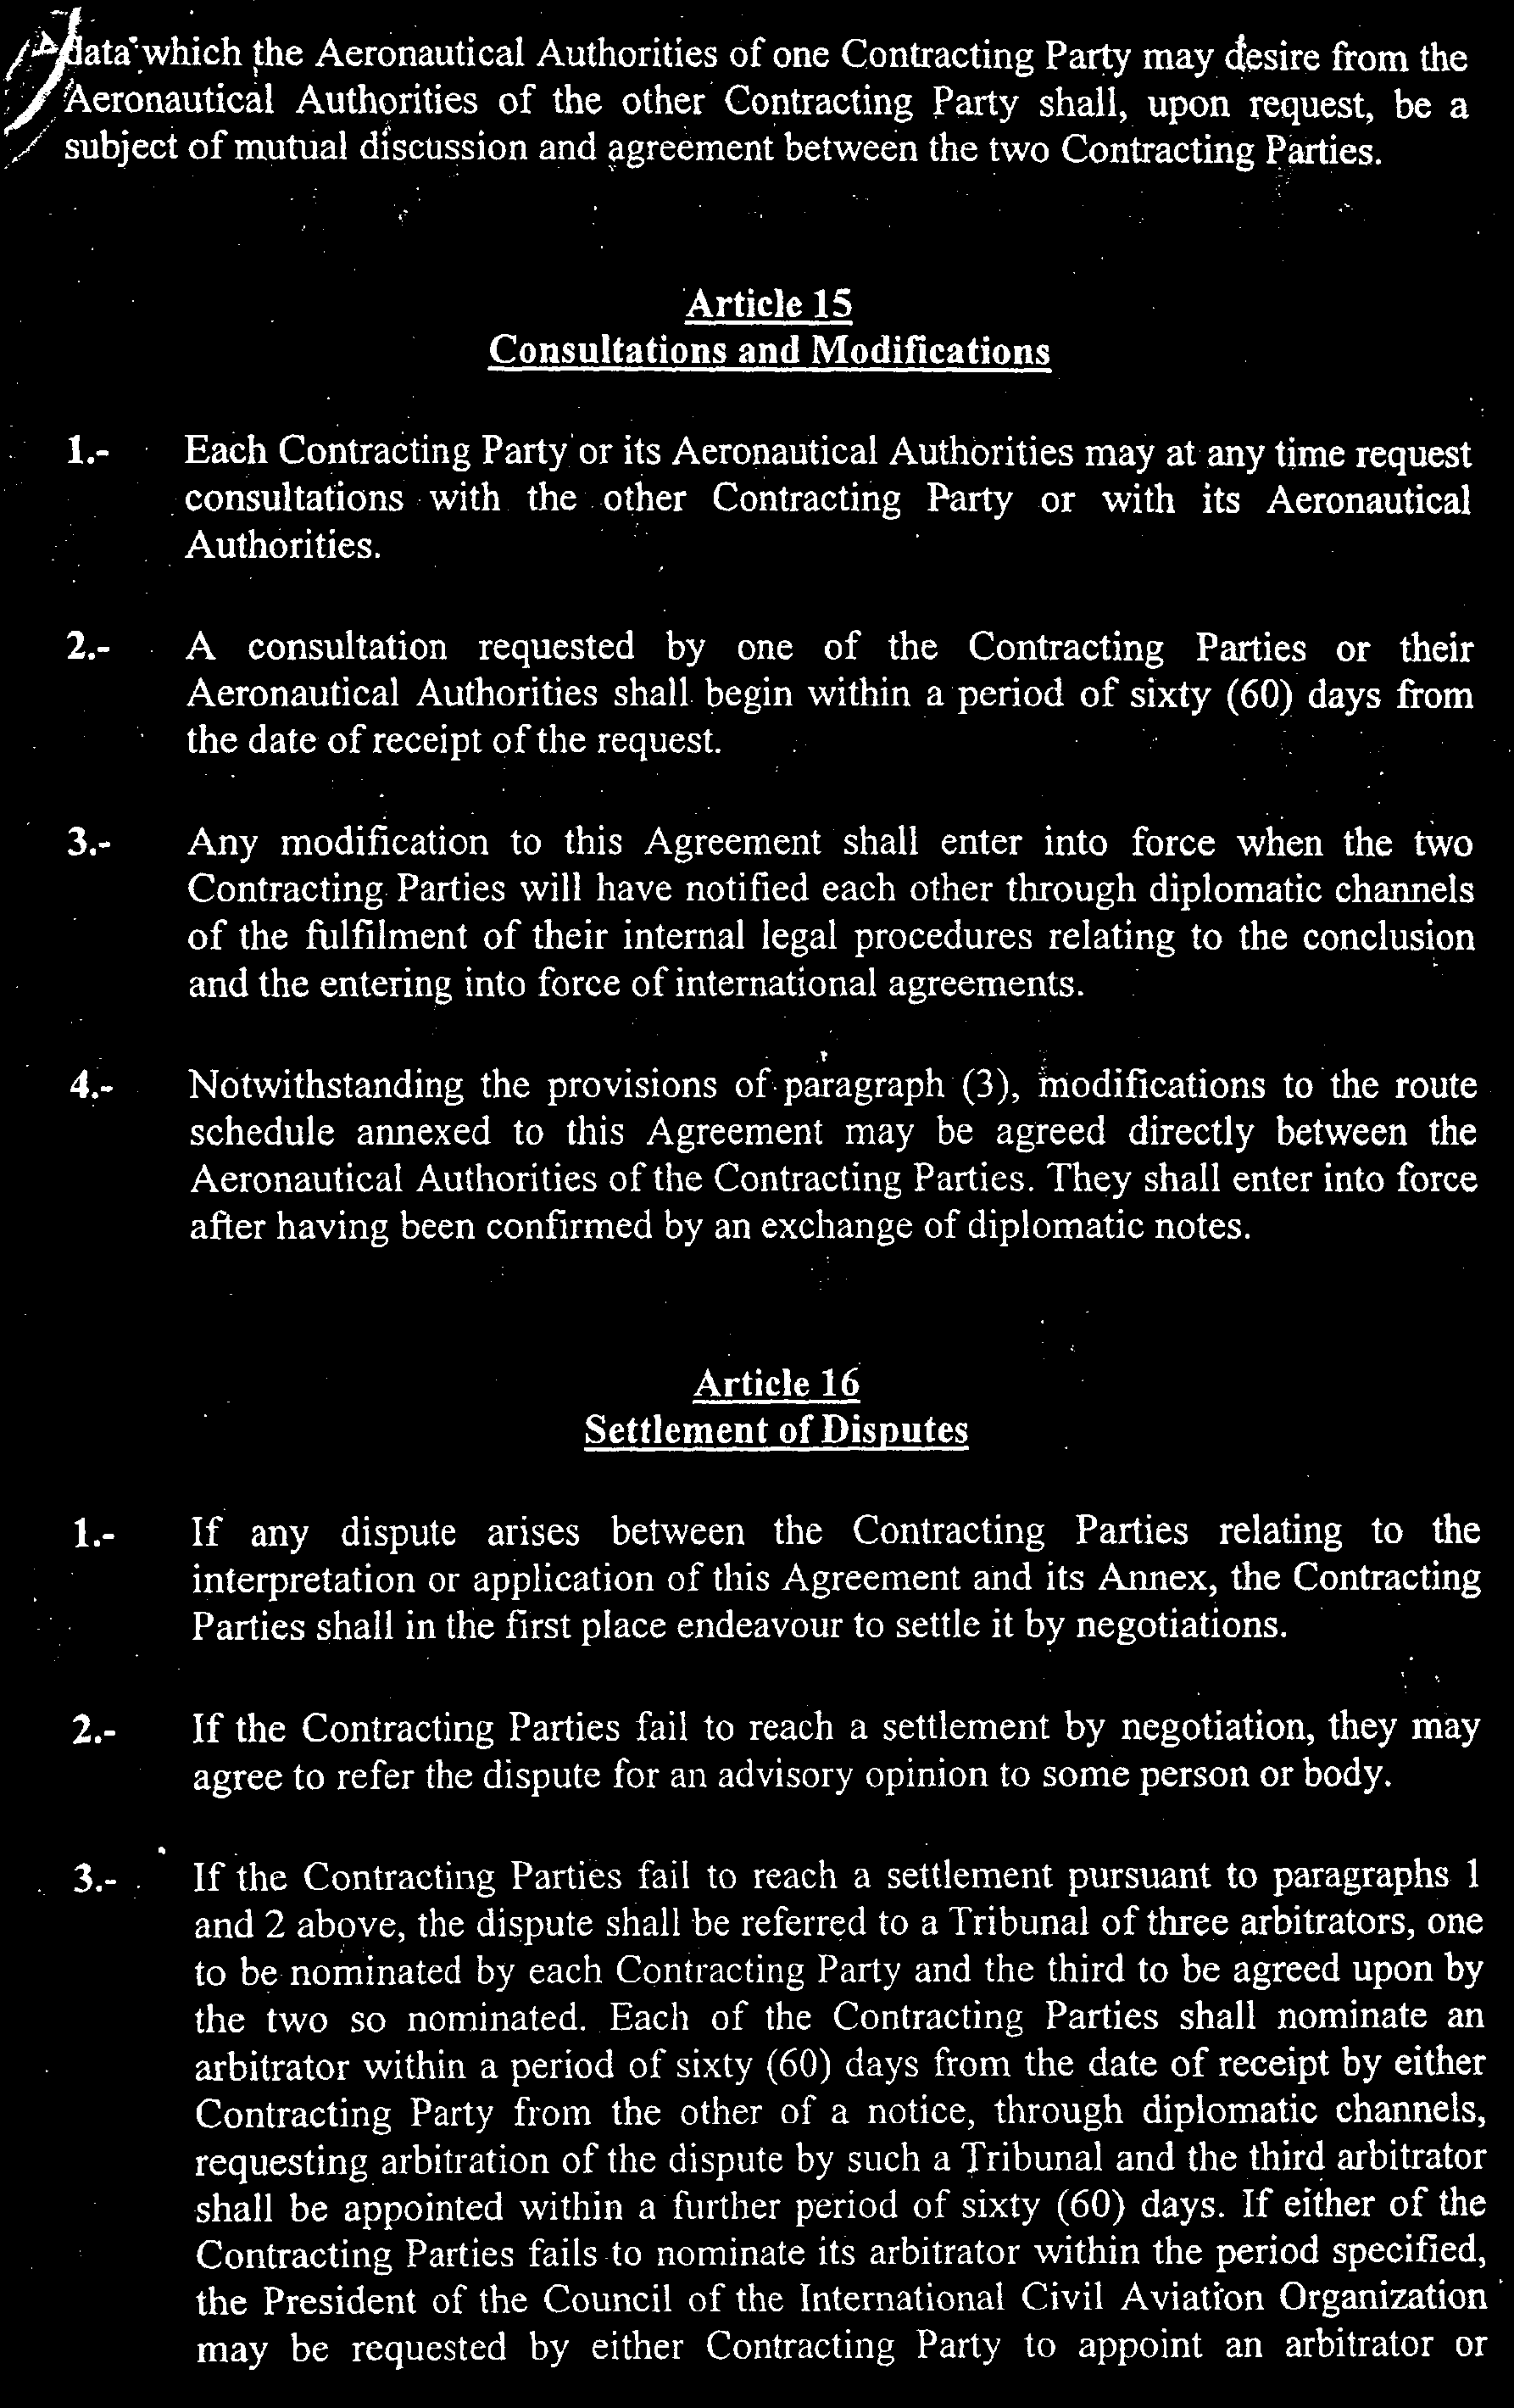 data which the Aeronautical Authorities of one Contracting Party may desire from the
Aeronautical Authorities of the other Contracting Party shall, upon request, be a
subject of mutual discussion and agreement between the two Contracting Parties.
Article 15
Consultations and Modifications
1.- Each Contracting Party or its Aeronautical Authorities may at any time request
consultations with the other Contracting Party or with its Aeronautical
Authorities.
2.- A consultation requested by one of the Contracting Parties or their
Aeronautical Authorities shall begin within a period of sixty (60) days from
the date of receipt of the request.
3.- Any modification to this Agreement shall enter into force when the two
Contracting Parties will have notified each other through diplomatic channels
of the fulfilment of their internal legal procedures relating to the conclusion
and the entering into force of international agreements.
4.- Notwithstanding the provisions of paragraph (3), modifications to the route
schedule annexed to this Agreement may be agreed directly between the
Aeronautical Authorities of the Contracting Parties. They shall enter into force
after having been confirmed by an exchange of diplomatic notes.
Article 16
Settlement of Disputes
1.- If any dispute arises between the Contracting Parties relating to the
interpretation or application of this Agreement and its Annex, the Contracting
Parties shall in the first place endeavour to settle it by negotiations.
2.- If the Contracting Parties fail to reach a settlement by negotiation, they may
agree to refer the dispute for an advisory opinion to some person or body.
3.- If the Contracting Parties fail to reach a settlement pursuant to paragraphs 1
and 2 above, the dispute shall be referred to a Tribunal of three arbitrators, one
to be nominated by each Contracting Party and the third to be agreed upon by
the two so nominated. Each of the Contracting Parties shall nominate an
arbitrator within a period of sixty (60) days from the date of receipt by either
Contracting Party from the other of a notice, through diplomatic channels,
requesting arbitration of the dispute by such a Tribunal and the third arbitrator
shall be appointed within a further period of sixty (60) days. If either of the
Contracting Parties fails to nominate its arbitrator within the period specified,
the President of the Council of the International Civil Aviation Organization
may be requested by either Contracting Party to appoint an arbitrator or